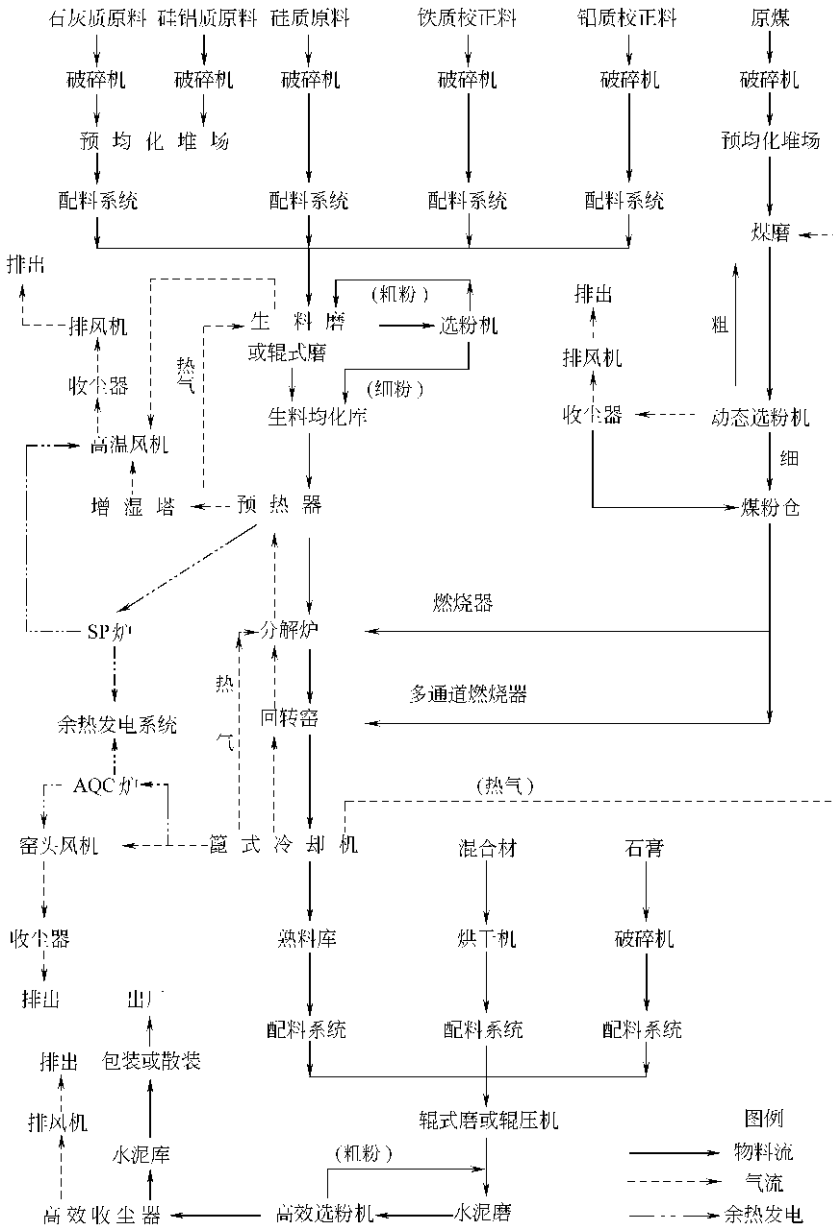 石灰质原料 硅铝质原料 硅质原料 铁质校正料 铝质校正料 原煤
破碎机 破碎机 破碎机 破碎机 破碎机 破碎机
预均化堆场 预均化堆场
配料系统 配料系统 配料系统 配料系统
煤磨
排出
(粗粉) 排出
排风机 生料磨 选粉机 粗
或辊式磨 排风机
热气
收尘器 (细粉)
生料均化库 收尘器 动态选粉机
高温风机
细
增湿塔 预热器 煤粉仓
燃烧器
SP炉 分解炉
热气
多通道燃烧器
余热发电系统 回转窑
AQC炉 (热气)
窑头风机 篦式冷却机 混合材 石膏
收尘器 熟料库 烘干机 破碎机
排出 出厂
配料系统 配料系统 配料系统
排出 包装或散装
排风机 辊式磨或辊压机 图例
水泥库 (粗粉) 物料流
气流
高效收尘器 高效选粉机 水泥磨 余热发电